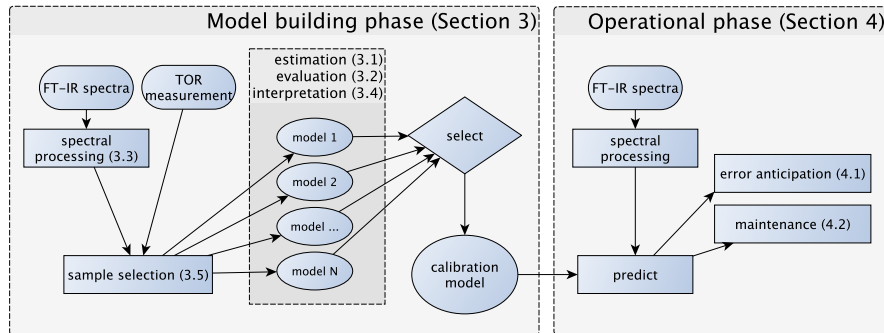 Model building phase (Section 3)
estimation (3.1)
evaluation (3.2)
interpretation (3.4)
FT-IR spectra
TOR
measurement
spectral
processing (3.3)
model 1
model 2
model ...
model N
select
sample selection (3.5)
calibration
model
Operational phase (Section 4)
FT-IR spectra
spectral
processing
error anticipation (4.1)
maintenance (4.2)
predict